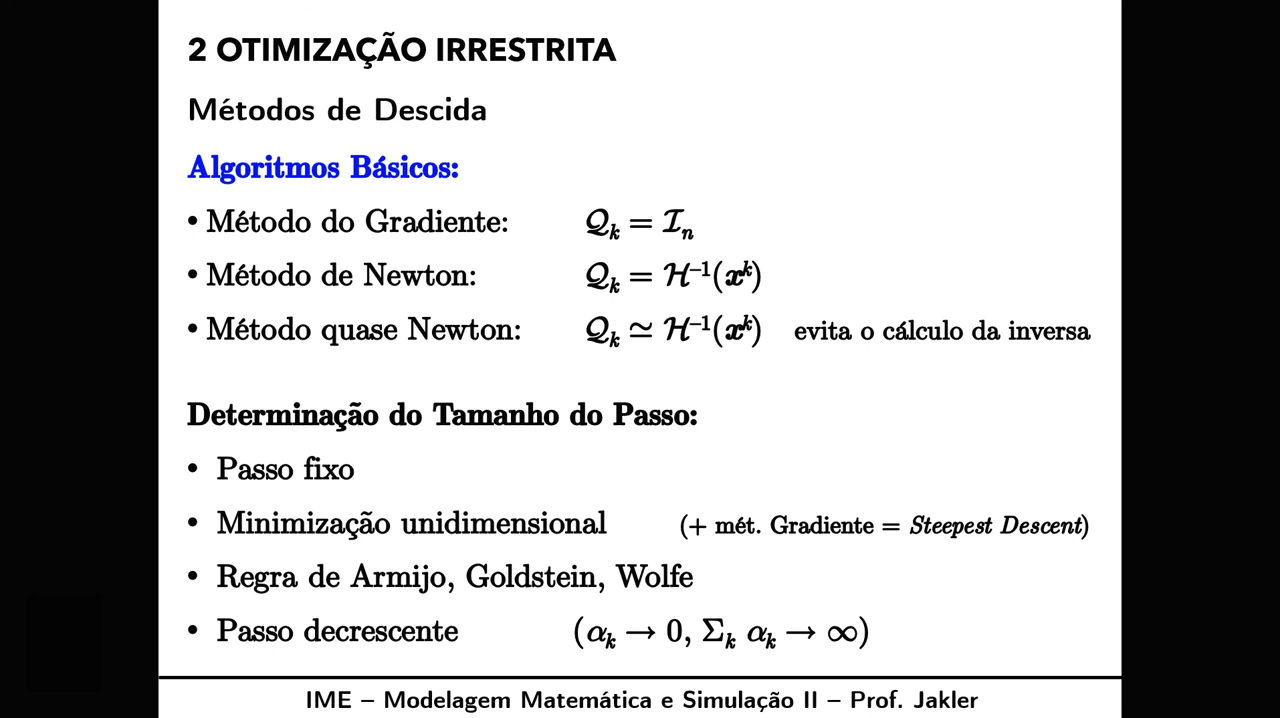 2 OTIMIZAÇÃO IRRESTRITA
Métodos de Descida
Algoritmos Básicos:
• Método do Gradiente: 𝒬ₖ = ℐₙ
• Método de Newton: 𝒬ₖ = ℋ⁻¹(xᵏ)
• Método quase Newton: 𝒬ₖ ≃ ℋ⁻¹(xᵏ) evita o cálculo da inversa
Determinação do Tamanho do Passo:
• Passo fixo
• Minimização unidimensional (+ mét. Gradiente = Steepest Descent)
• Regra de Armijo, Goldstein, Wolfe
• Passo decrescente (αₖ → 0, Σₖ αₖ → ∞)
IME – Modelagem Matemática e Simulação II – Prof. Jakler